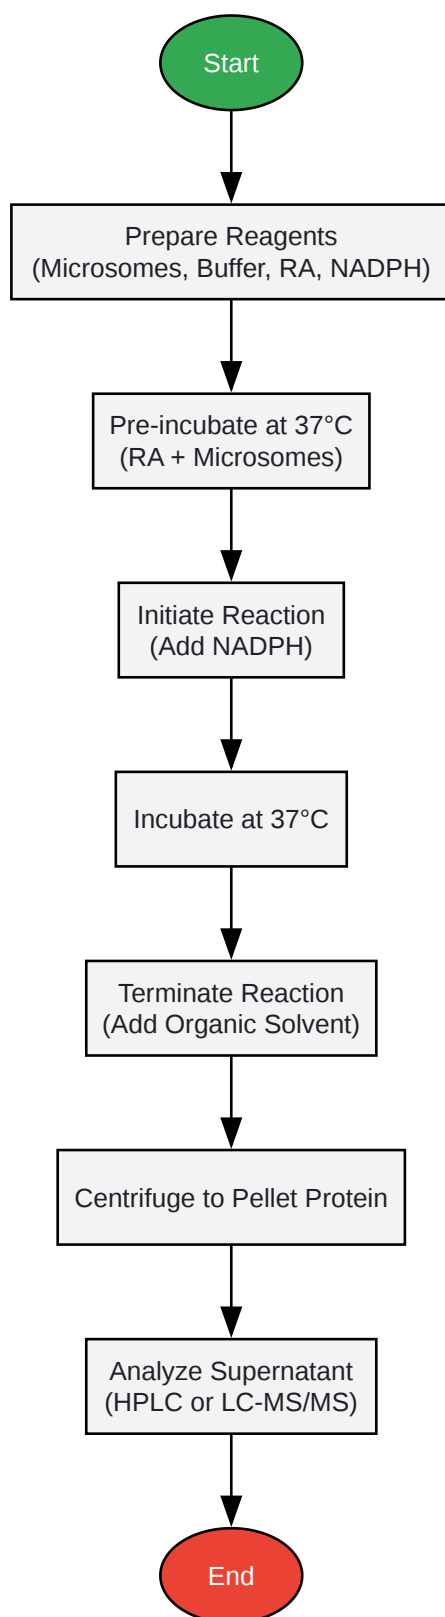 Start
Prepare Reagents
(Microsomes, Buffer, RA, NADPH)
Pre-incubate at 37°C
(RA + Microsomes)
Initiate Reaction
(Add NADPH)
Incubate at 37°C
Terminate Reaction
(Add Organic Solvent)
Centrifuge to Pellet Protein
Analyze Supernatant
(HPLC or LC-MS/MS)
End